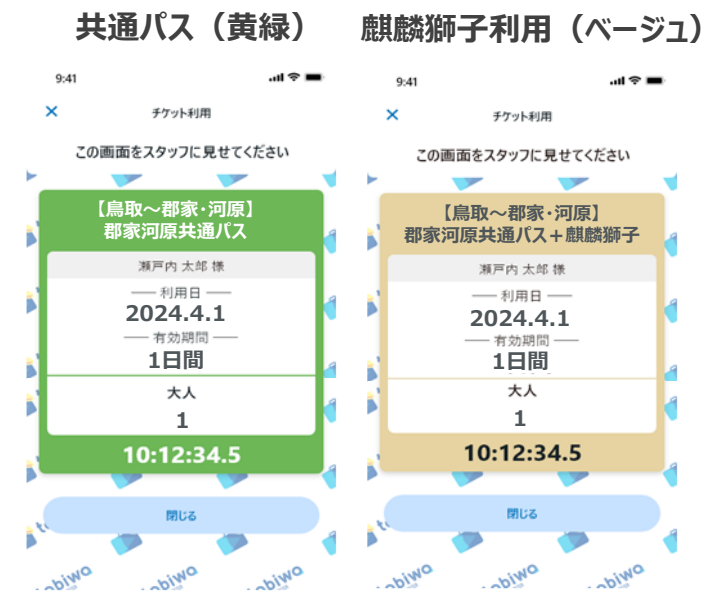 共通パス（黄緑）
9:41
チケット利用
この画面をスタッフに見せてください
【鳥取～郡家・河原】
郡家河原共通パス
瀬戸内 太郎 様
利用日
2024.4.1
有効期間
1日間
大人
1
10:12:34.5
閉じる
tobiwa
麒麟獅子利用（ベージュ）
9:41
チケット利用
この画面をスタッフに見せてください
【鳥取～郡家・河原】
郡家河原共通パス＋麒麟獅子
瀬戸内 太郎 様
利用日
2024.4.1
有効期間
1日間
大人
1
10:12:34.5
閉じる
tobiwa